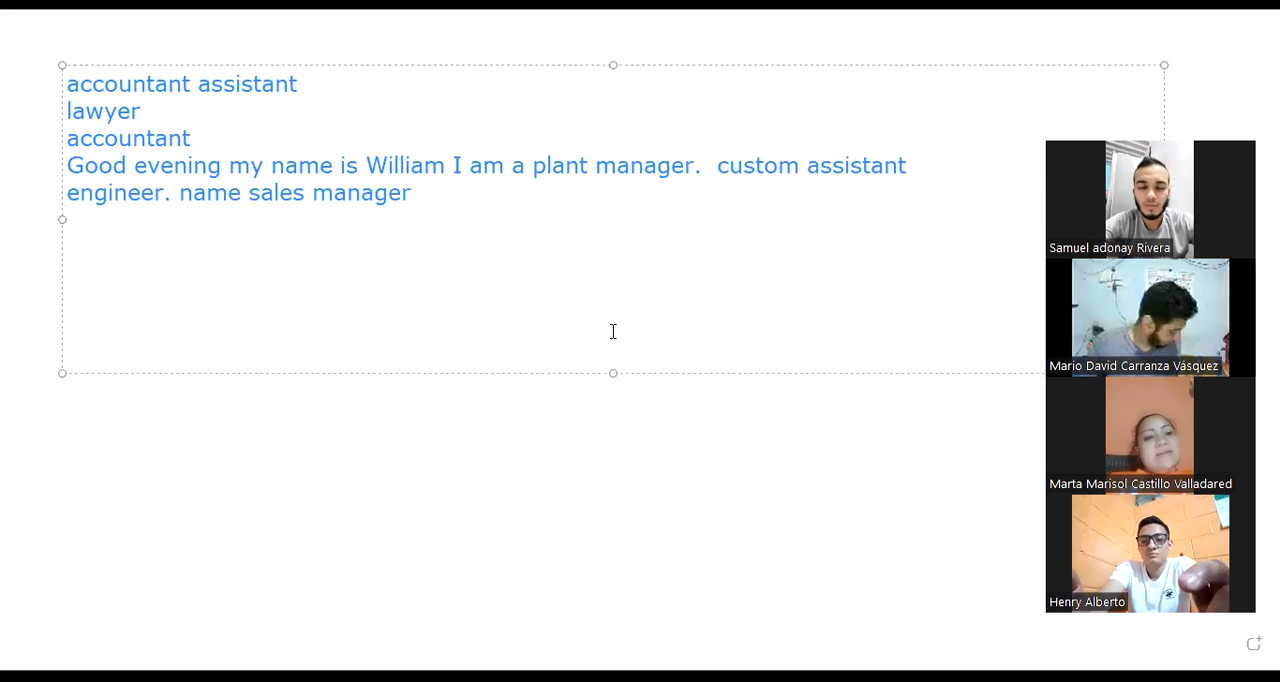 accountant assistant
lawyer
accountant
Good evening my name is William I am a plant manager.  custom assistant
engineer. name sales manager
Samuel adonay Rivera
Mario David Carranza Vásquez
Marta Marisol Castillo Valladared
Henry Alberto